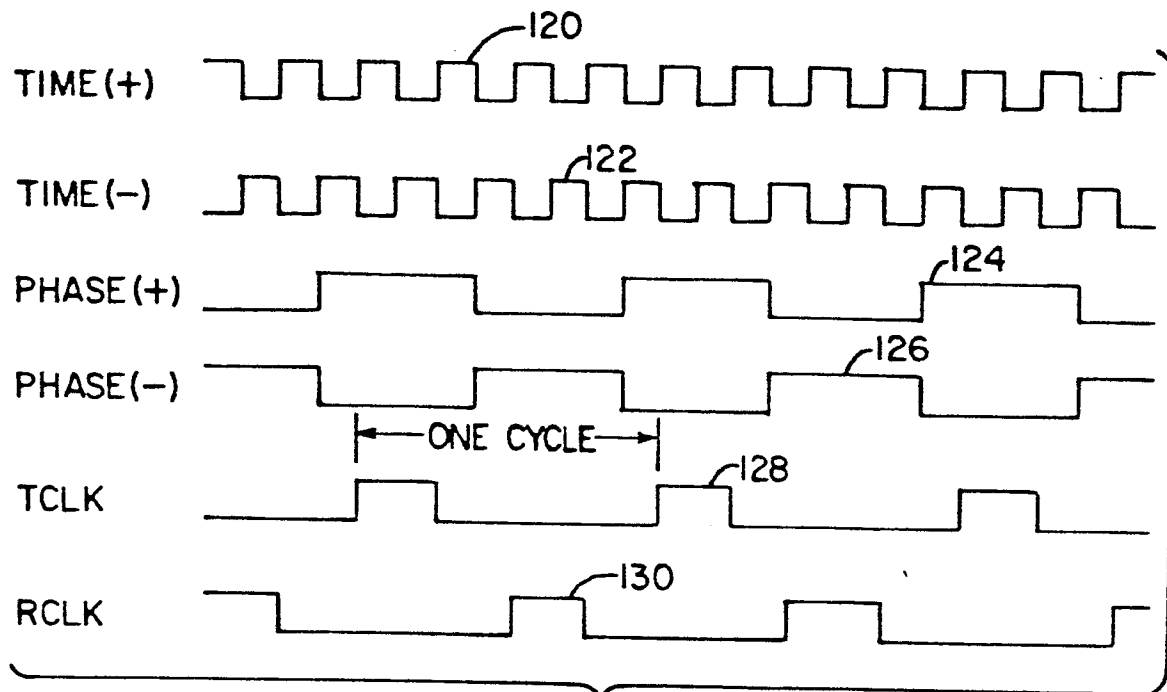 120
TIME(+)
122
TIME(-)
124
PHASE(+)
126
PHASE(-)
ONE CYCLE
128
TCLK
130
RCLK